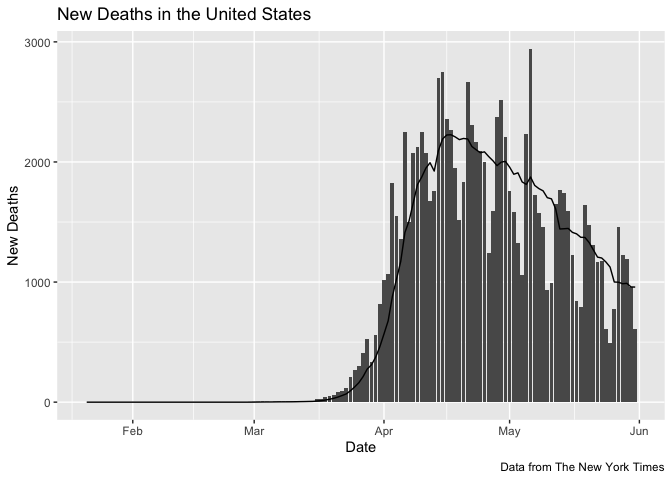 New Deaths in the United States
3000
2000
1000
0
New Deaths
Feb
Mar
Apr
May
Jun
Date
Data from The New York Times